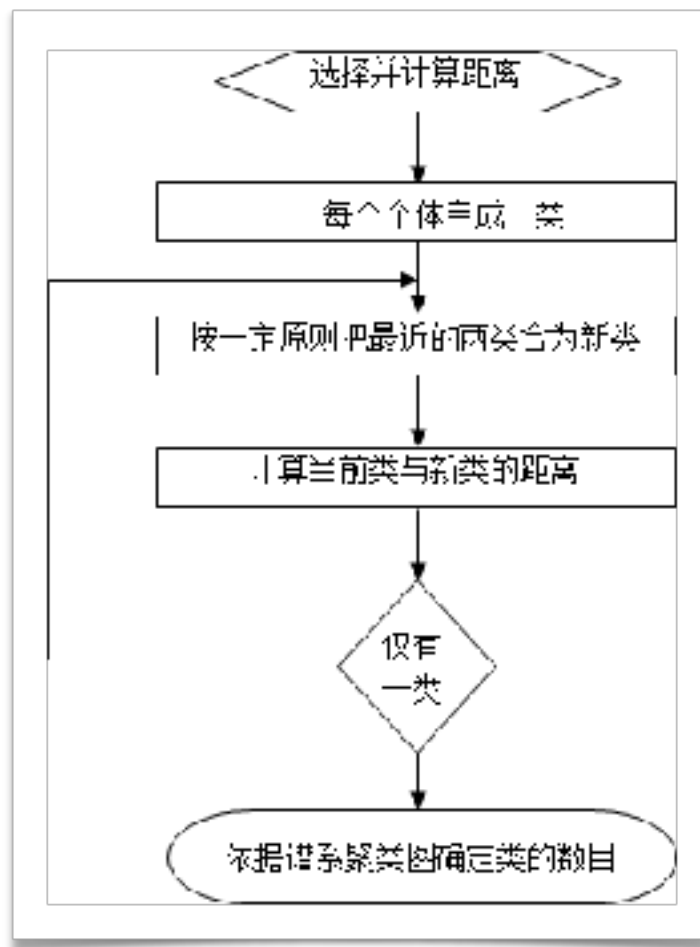 选择并计算距离
每个个体自成一类
按一定原则把最近的两类合为新类
计算当前类与新类的距离
仅有
一类
依据谱系聚类图确定类的数目